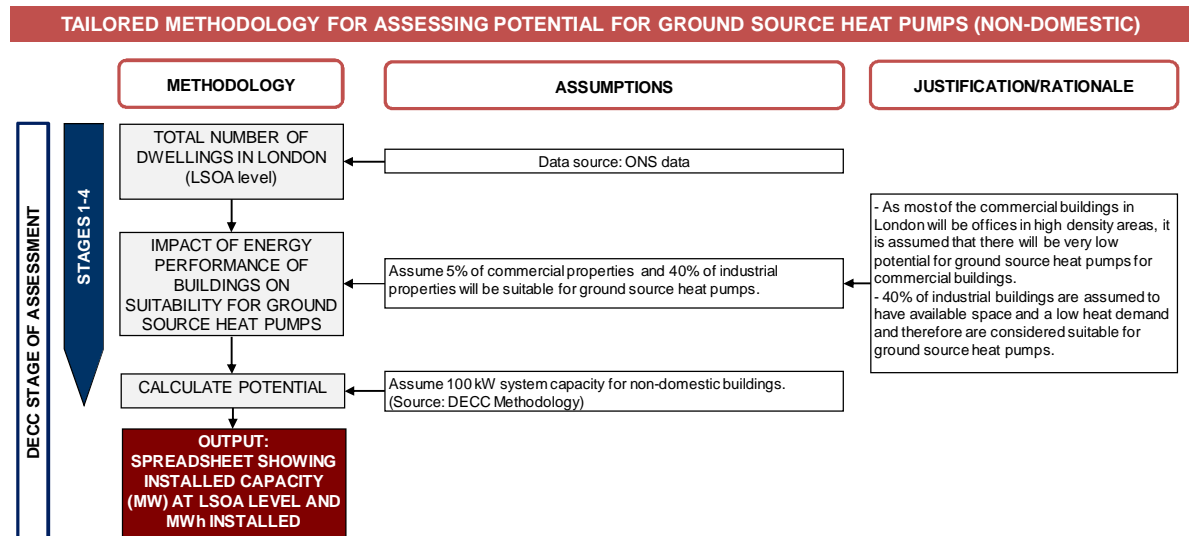 TAILORED METHODOLOGY FOR ASSESSING POTENTIAL FOR GROUND SOURCE HEAT PUMPS (NON-DOMESTIC)
METHODOLOGY
ASSUMPTIONS
JUSTIFICATION/RATIONALE
DECC STAGE OF ASSESSMENT
STAGES 1-4
TOTAL NUMBER OF
DWELLINGS IN LONDON
(LSOA level)
Data source: ONS data
IMPACT OF ENERGY
PERFORMANCE OF
BUILDINGS ON
SUITABILITY FOR GROUND
SOURCE HEAT PUMPS
Assume 5% of commercial properties and 40% of industrial
properties will be suitable for ground source heat pumps.
- As most of the commercial buildings in
London will be offices in high density areas, it
is assumed that there will be very low
potential for ground source heat pumps for
commercial buildings.
- 40% of industrial buildings are assumed to
have available space and a low heat demand
and therefore are considered suitable for
ground source heat pumps.
CALCULATE POTENTIAL
Assume 100 kW system capacity for non-domestic buildings.
(Source: DECC Methodology)
OUTPUT:
SPREADSHEET SHOWING
INSTALLED CAPACITY
(MW) AT LSOA LEVEL AND
MWh INSTALLED